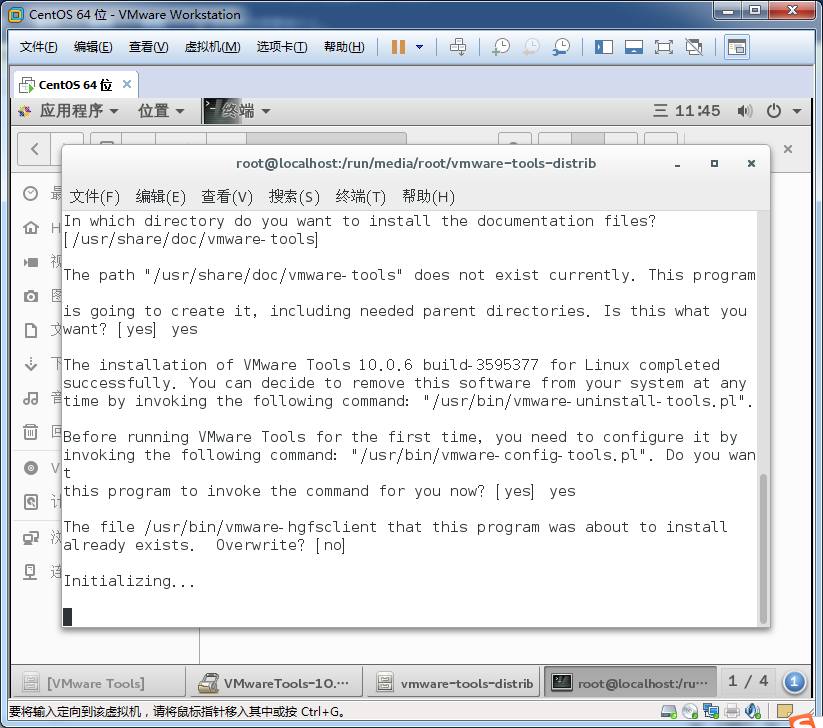 CentOS 64 位 - VMware Workstation
文件(F) 编辑(E) 查看(V) 虚拟机(M) 选项卡(T) 帮助(H)
CentOS 64 位
应用程序 位置 终端 三 11:45
root@localhost:/run/media/root/vmware-tools-distrib
文件(F) 编辑(E) 查看(V) 搜索(S) 终端(T) 帮助(H)
In which directory do you want to install the documentation files?
[/usr/share/doc/vmware-tools]
The path "/usr/share/doc/vmware-tools" does not exist currently. This program
is going to create it, including needed parent directories. Is this what you
want? [yes] yes
The installation of VMware Tools 10.0.6 build-3595377 for Linux completed
successfully. You can decide to remove this software from your system at any
time by invoking the following command: "/usr/bin/vmware-uninstall-tools.pl".
Before running VMware Tools for the first time, you need to configure it by
invoking the following command: "/usr/bin/vmware-config-tools.pl". Do you wan
t
this program to invoke the command for you now? [yes] yes
The file /usr/bin/vmware-hgfsclient that this program was about to install
already exists. Overwrite? [no]
Initializing...
[VMware Tools] VMwareTools-10.… vmware-tools-distrib root@localhost:/ru… 1 / 4 1
要将输入定向到该虚拟机，请将鼠标指针移入其中或按 Ctrl+G。